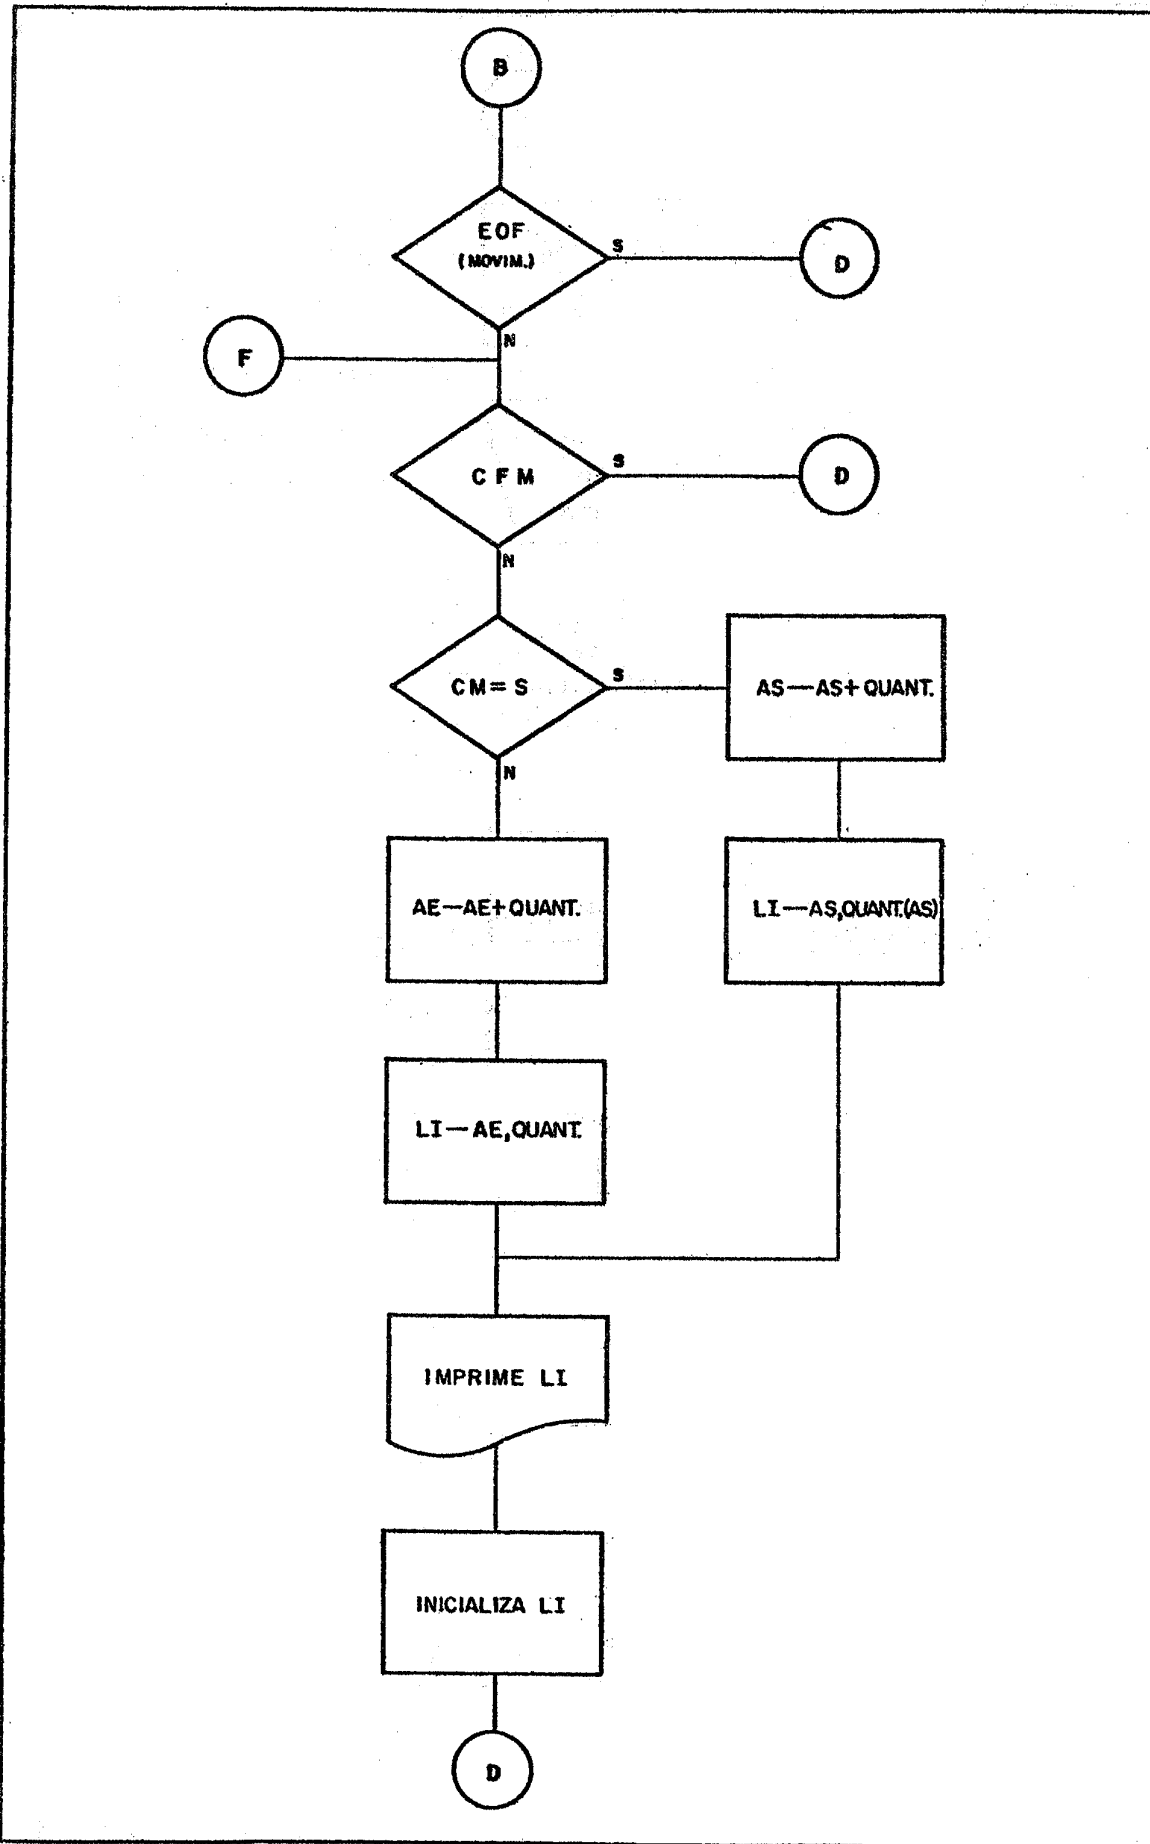 B
EOF
(MOVIM.)
S
D
N
F
CFM
S
D
N
CM=S
S
AS—AS+QUANT.
N
AE—AE+QUANT.
LI—AS,QUANT.(AS)
LI—AE,QUANT.
IMPRIME LI
INICIALIZA LI
D